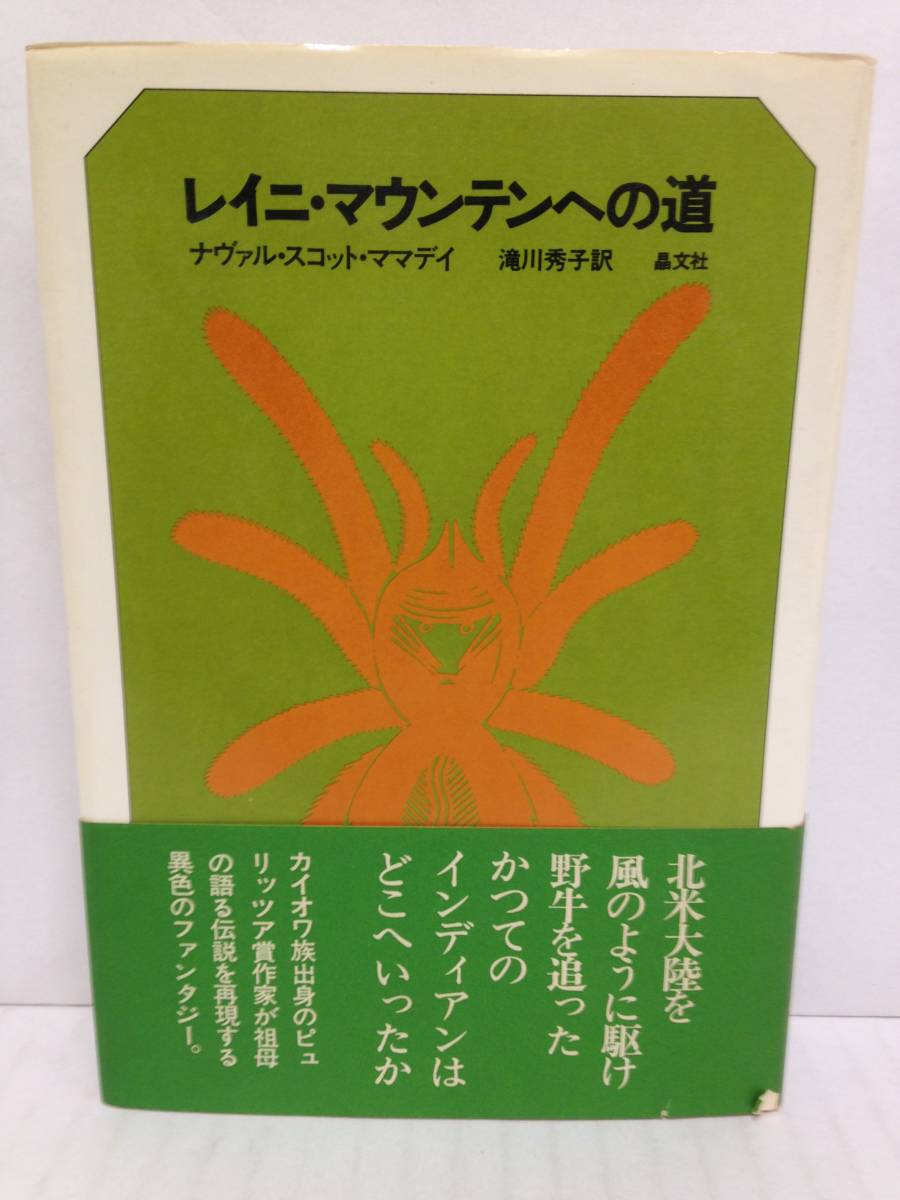 レイニ・マウンテンへの道
ナヴァル・スコット・ママデイ 滝川秀子訳 晶文社
北米大陸を
風のように駆け
野牛を追った
かつての
インディアンは
どこへいったか
カイオワ族出身のピュ
リッツア賞作家が祖母
の語る伝説を再現する
異色のファンタジー。